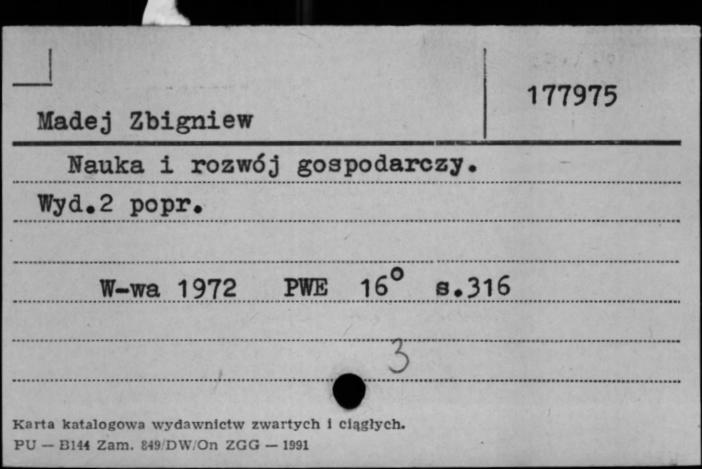 177975
Madej Zbigniew
Nauka i rozwój gospodarczy.
Wyd.2 popr.
W-wa 1972 PWE 16° s.316
3
Karta katalogowa wydawnictw zwartych i ciągłych.
PU — B144 Zam. 849/DW/On ZGG — 1991